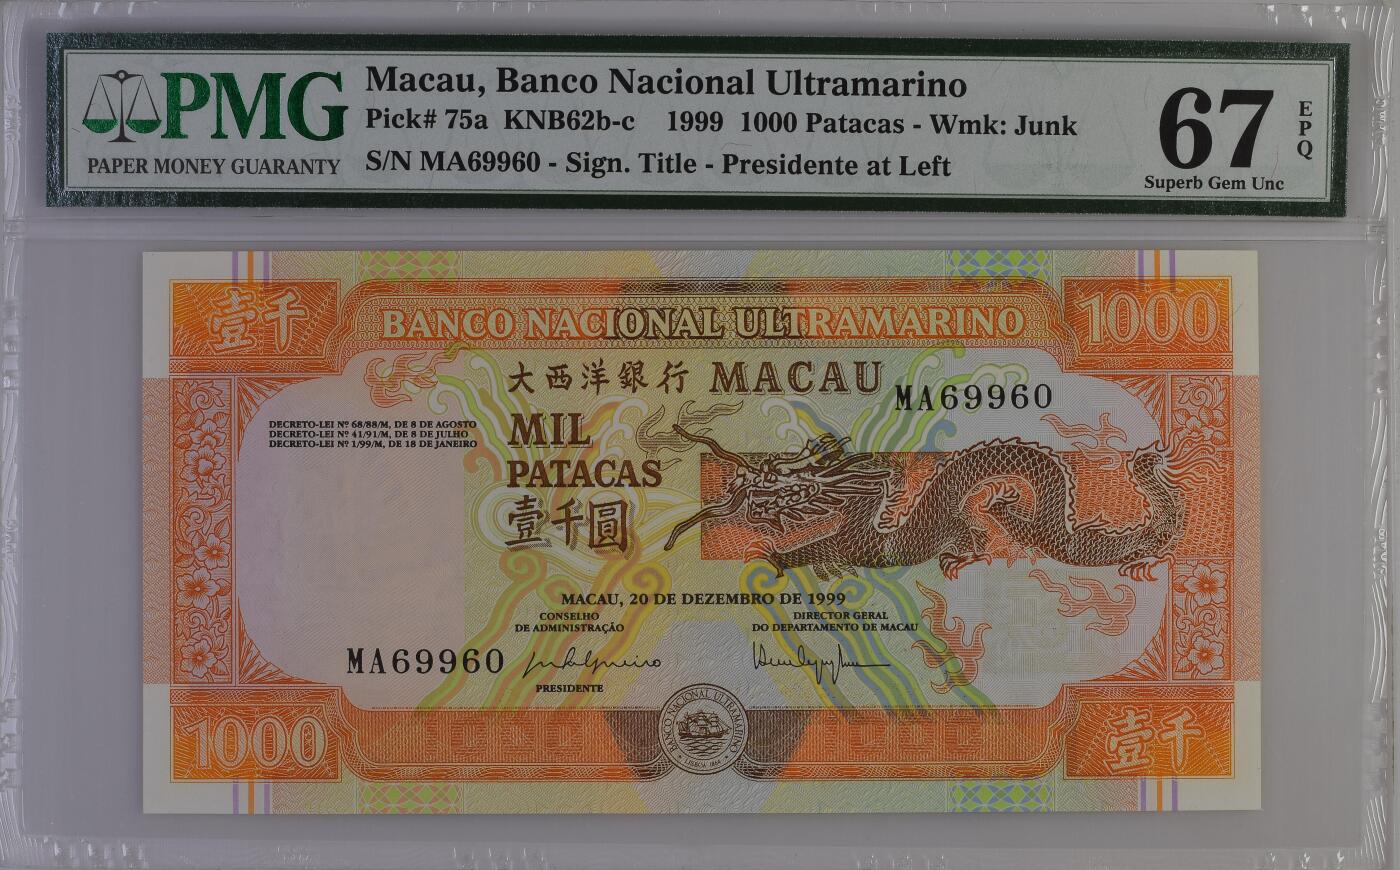 PMG
PAPER MONEY GUARANTY
Macau, Banco Nacional Ultramarino
Pick# 75a KNB62b-c 1999 1000 Patacas - Wmk: Junk
S/N MA69960 - Sign. Title - Presidente at Left
67
EPQ
Superb Gem Unc
壹千
BANCO NACIONAL ULTRAMARINO
1000
大西洋銀行 MACAU
MA69960
DECRETO-LEI Nº 68/88/M, DE 8 DE AGOSTO
DECRETO-LEI Nº 41/91/M, DE 8 DE JULHO
DECRETO-LEI Nº 1/99/M, DE 18 DE JANEIRO
MIL
PATACAS
壹千圓
MACAU, 20 DE DEZEMBRO DE 1999
CONSELHO
DE ADMINISTRAÇÃO
DIRECTOR GERAL
DO DEPARTAMENTO DE MACAU
MA69960
PRESIDENTE
1000
BANCO NACIONAL ULTRAMARINO
LISBOA 1864
壹千